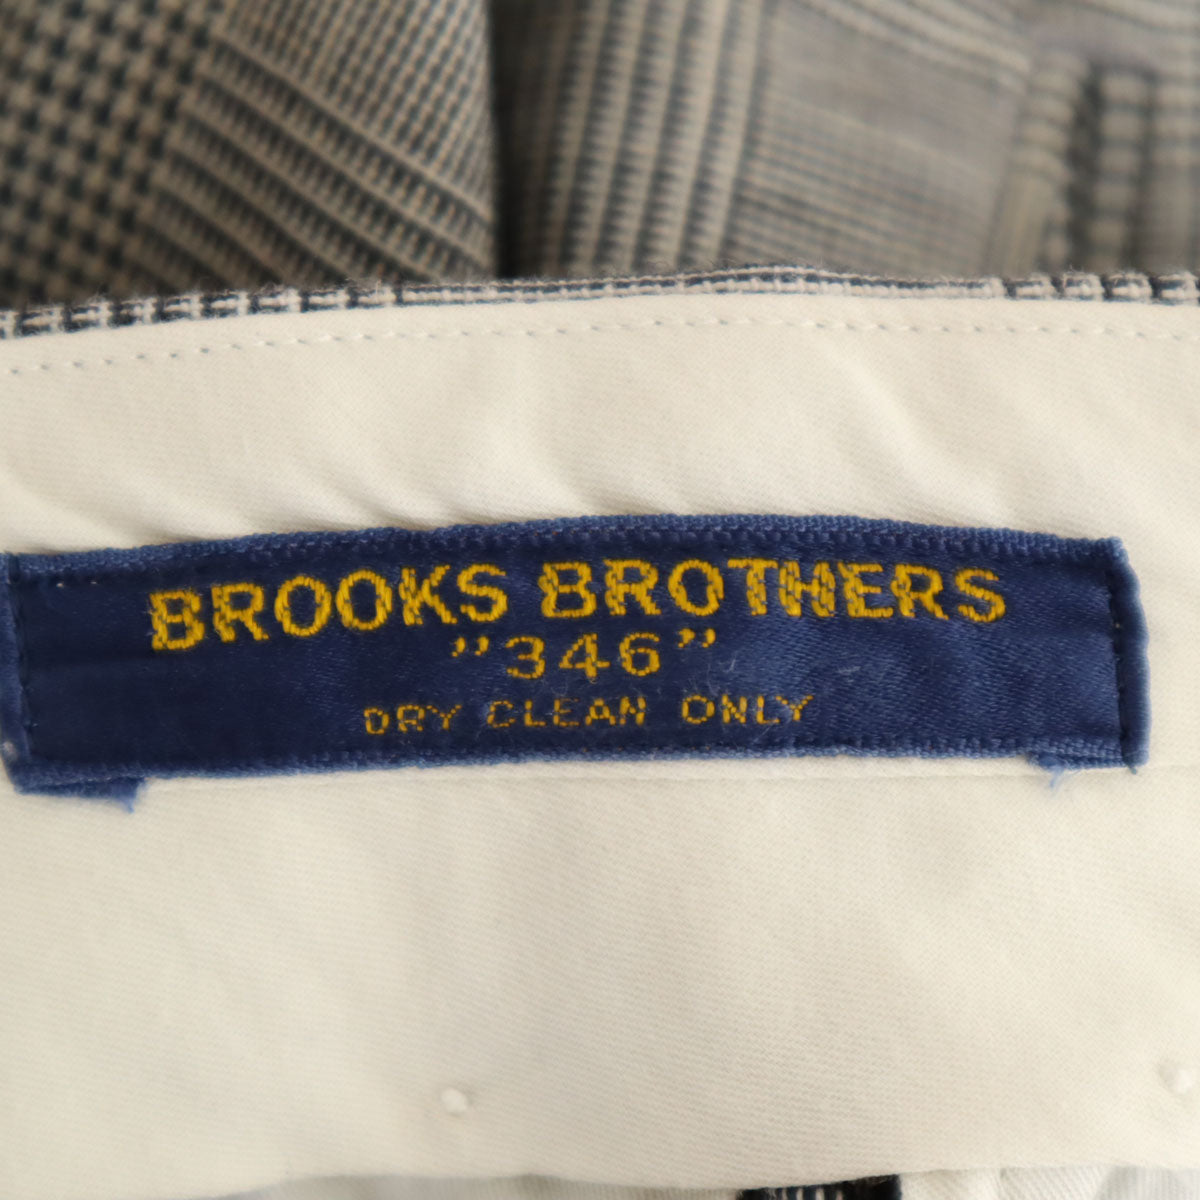 BROOKS BROTHERS
"346"
DRY CLEAN ONLY